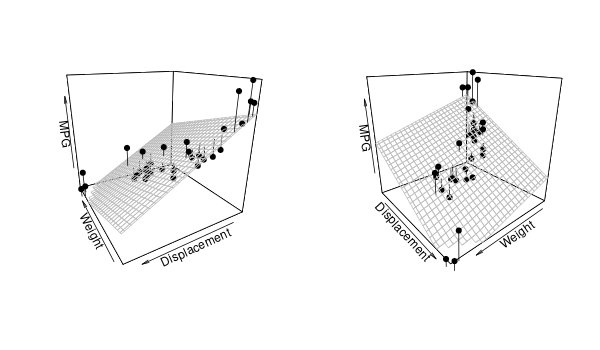 MPG
Weight
Displacement
MPG
Displacement
Weight